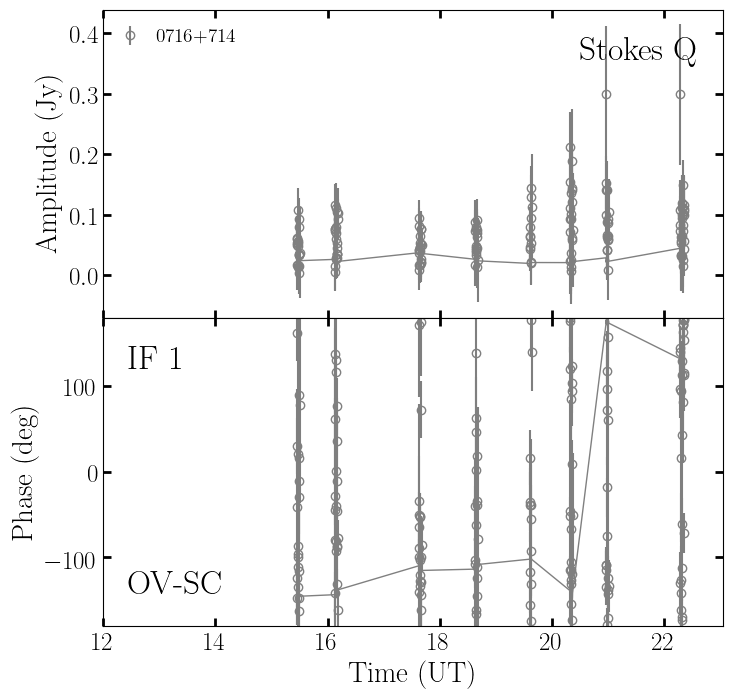 0716+714
Stokes Q
0.4
0.3
0.2
0.1
0.0
Amplitude (Jy)
IF 1
100
0
−100
Phase (deg)
OV-SC
12 14 16 18 20 22
Time (UT)